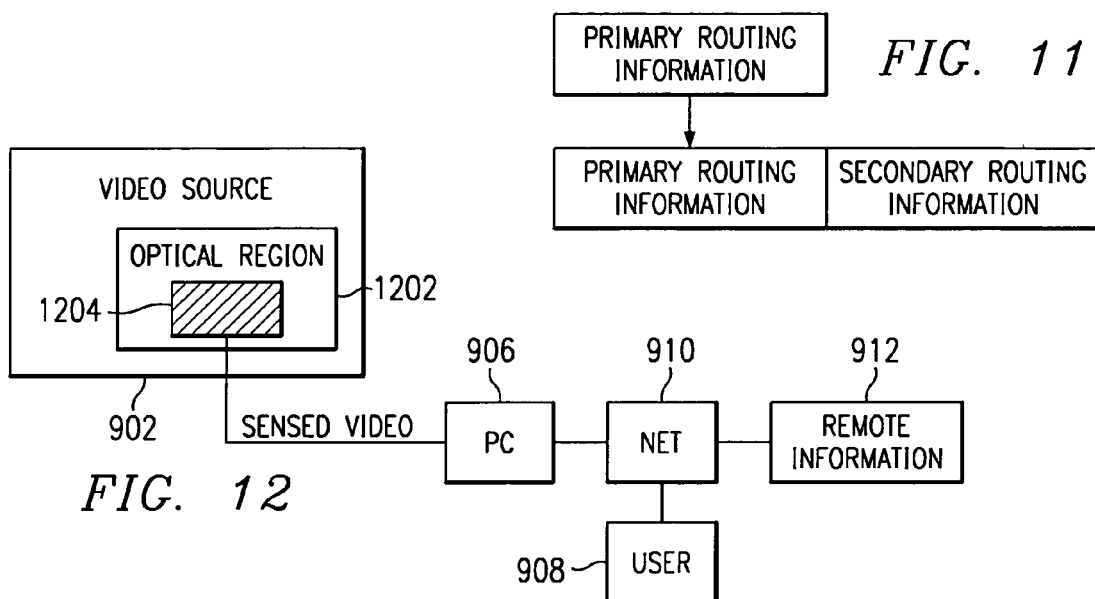 PRIMARY ROUTING
INFORMATION
FIG. 11
PRIMARY ROUTING
INFORMATION
SECONDARY ROUTING
INFORMATION
VIDEO SOURCE
OPTICAL REGION
1204
1202
902
SENSED VIDEO
906
PC
910
NET
912
REMOTE
INFORMATION
908
USER
FIG. 12